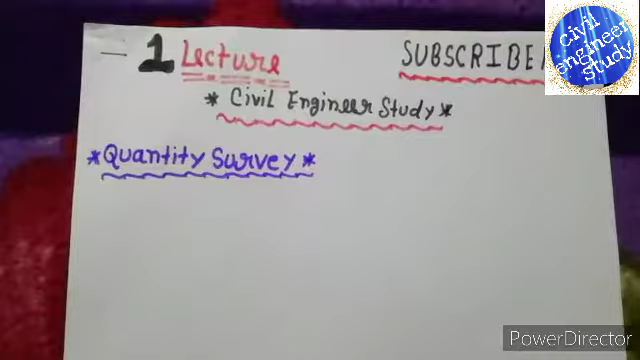 — 1 Lecture SUBSCRIBE
* Civil Engineer Study *
* Quantity Survey *
civil
engineer
study
PowerDirector